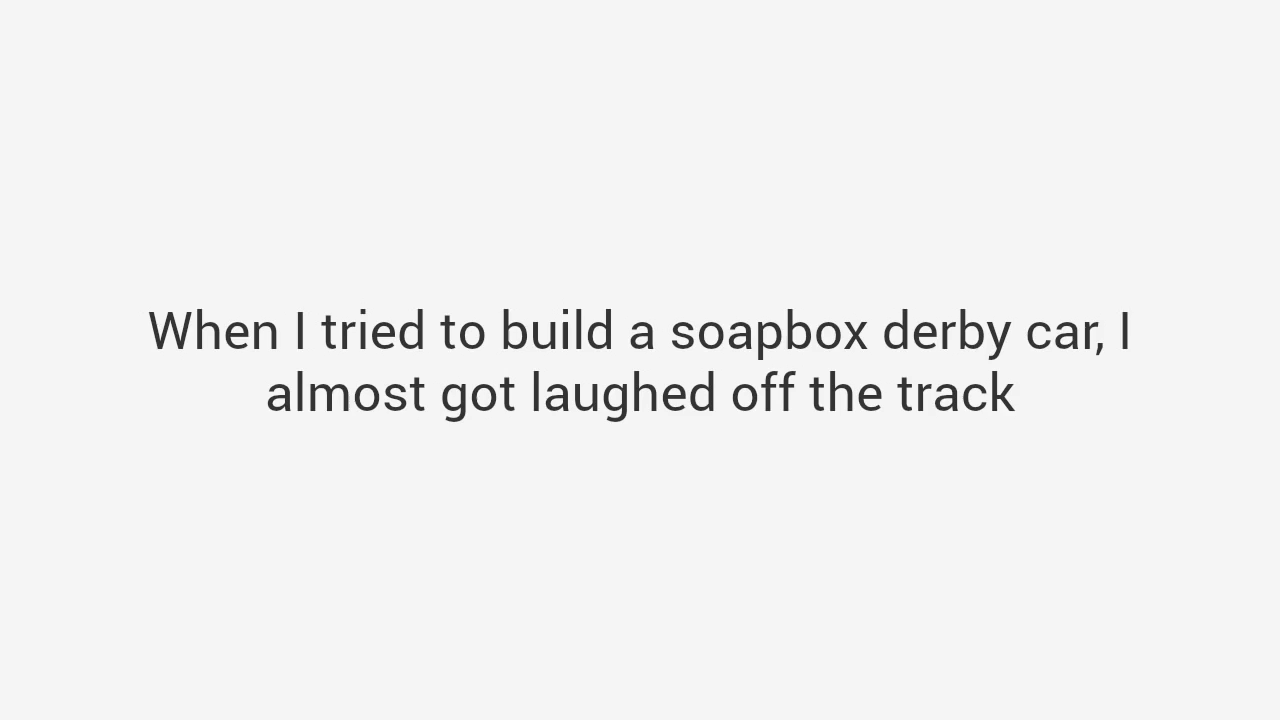 When I tried to build a soapbox derby car, I
almost got laughed off the track